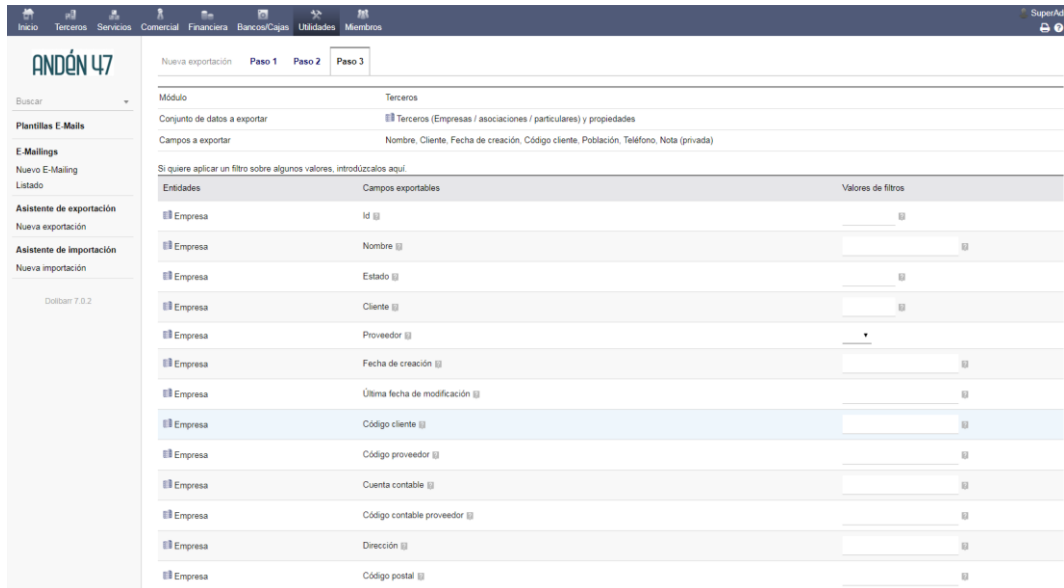 Inicio Terceros Servicios Comercial Financiera Bancos/Cajas Utilidades Miembros SuperAd
ANDÉN 47
Buscar
Plantillas E-Mails
E-Mailings
Nuevo E-Mailing
Listado
Asistente de exportación
Nueva exportación
Asistente de importación
Nueva importación
Dolibarr 7.0.2
Nueva exportación Paso 1 Paso 2 Paso 3
Módulo Terceros
Conjunto de datos a exportar Terceros (Empresas / asociaciones / particulares) y propiedades
Campos a exportar Nombre, Cliente, Fecha de creación, Código cliente, Población, Teléfono, Nota (privada)
Si quiere aplicar un filtro sobre algunos valores, introdúzcalos aquí.
Entidades Campos exportables Valores de filtros
Empresa Id
Empresa Nombre
Empresa Estado
Empresa Cliente
Empresa Proveedor
Empresa Fecha de creación
Empresa Última fecha de modificación
Empresa Código cliente
Empresa Código proveedor
Empresa Cuenta contable
Empresa Código contable proveedor
Empresa Dirección
Empresa Código postal